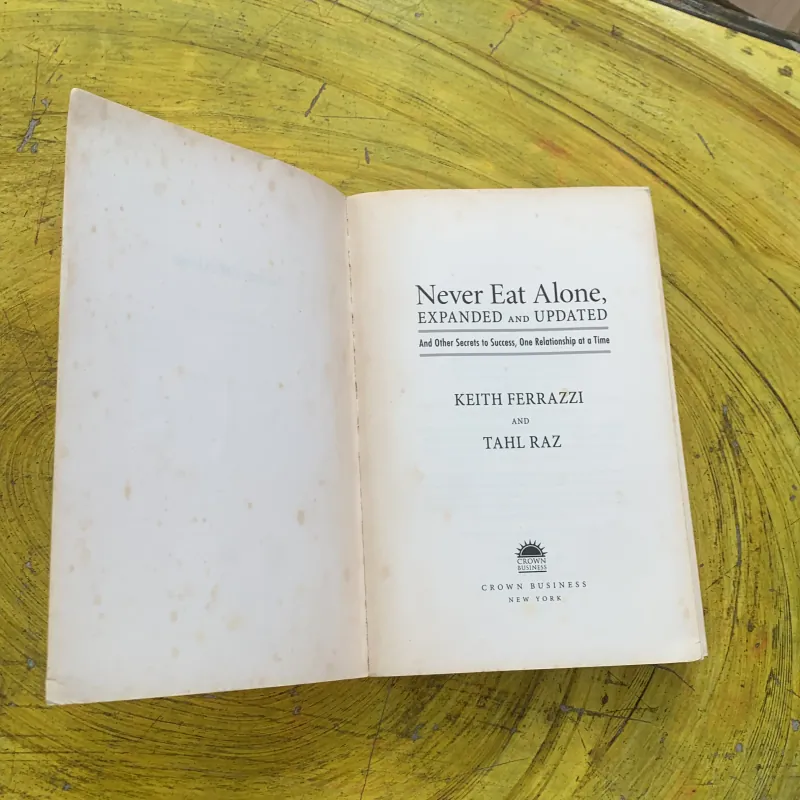 Never Eat Alone,
EXPANDED AND UPDATED
And Other Secrets to Success, One Relationship at a Time
KEITH FERRAZZI
AND
TAHL RAZ
CROWN
BUSINESS
CROWN BUSINESS
NEW YORK